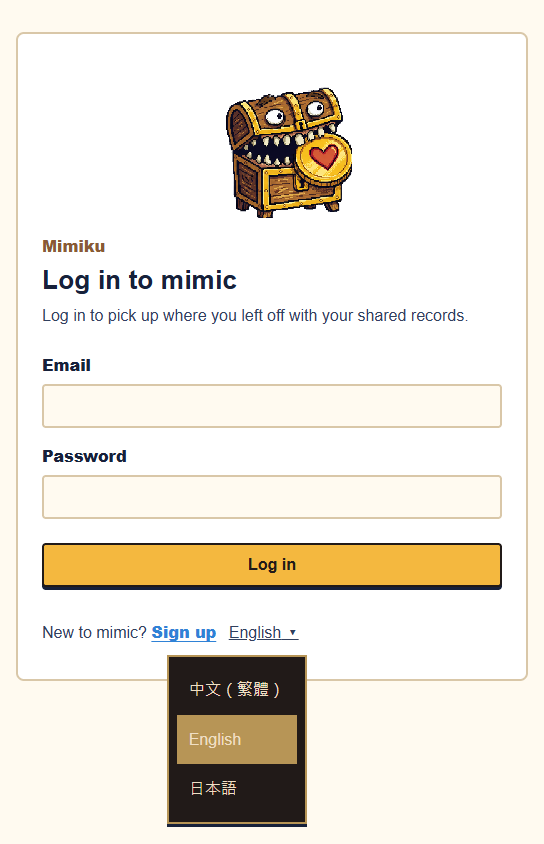 Mimiku
Log in to mimic
Log in to pick up where you left off with your shared records.
Email
Password
Log in
New to mimic? Sign up English ▼
中文（繁體）
English
日本語